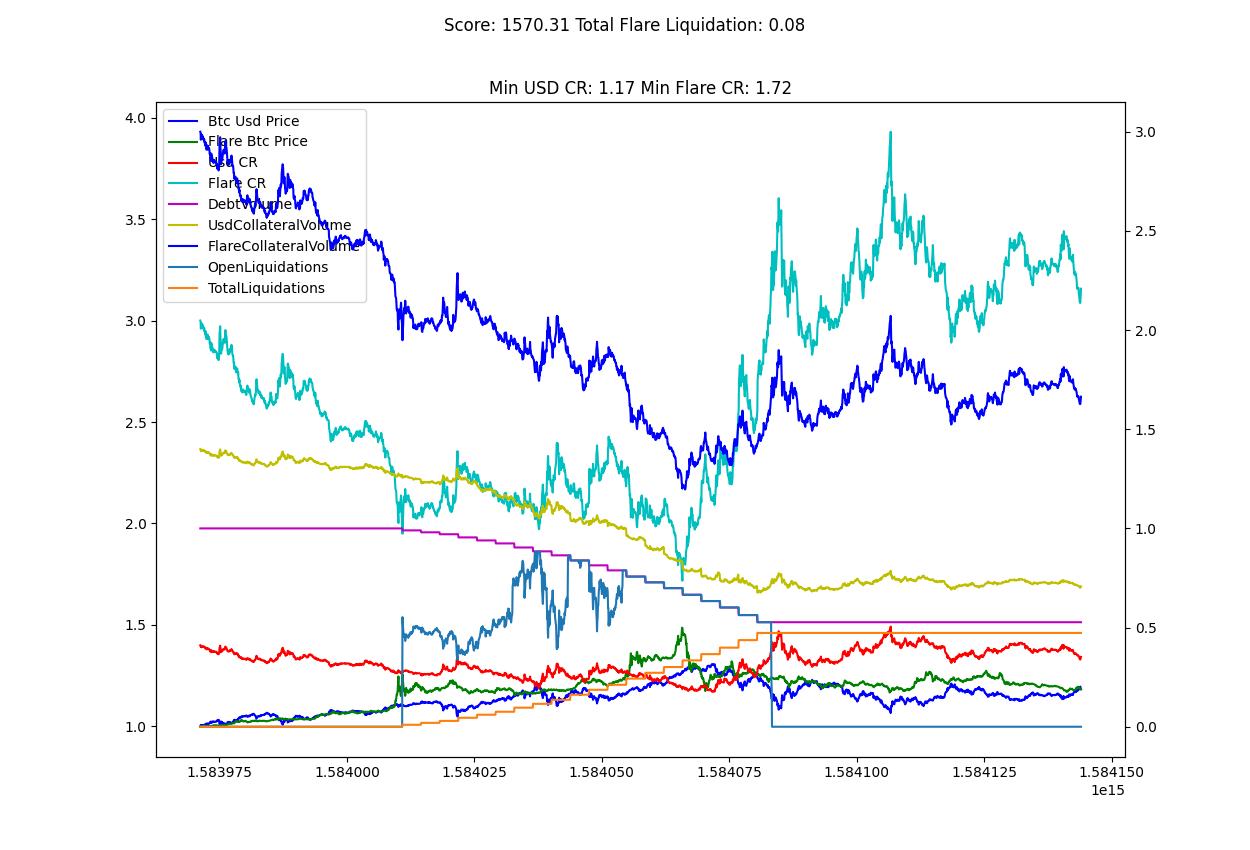 Score: 1570.31 Total Flare Liquidation: 0.08
Min USD CR: 1.17 Min Flare CR: 1.72
Btc Usd Price
Flare Btc Price
Usd CR
Flare CR
DebtVolume
UsdCollateralVolume
FlareCollateralVolume
OpenLiquidations
TotalLiquidations
4.0
3.5
3.0
2.5
2.0
1.5
1.0
3.0
2.5
2.0
1.5
1.0
0.5
0.0
1.583975 1.584000 1.584025 1.584050 1.584075 1.584100 1.584125 1.584150
1e15